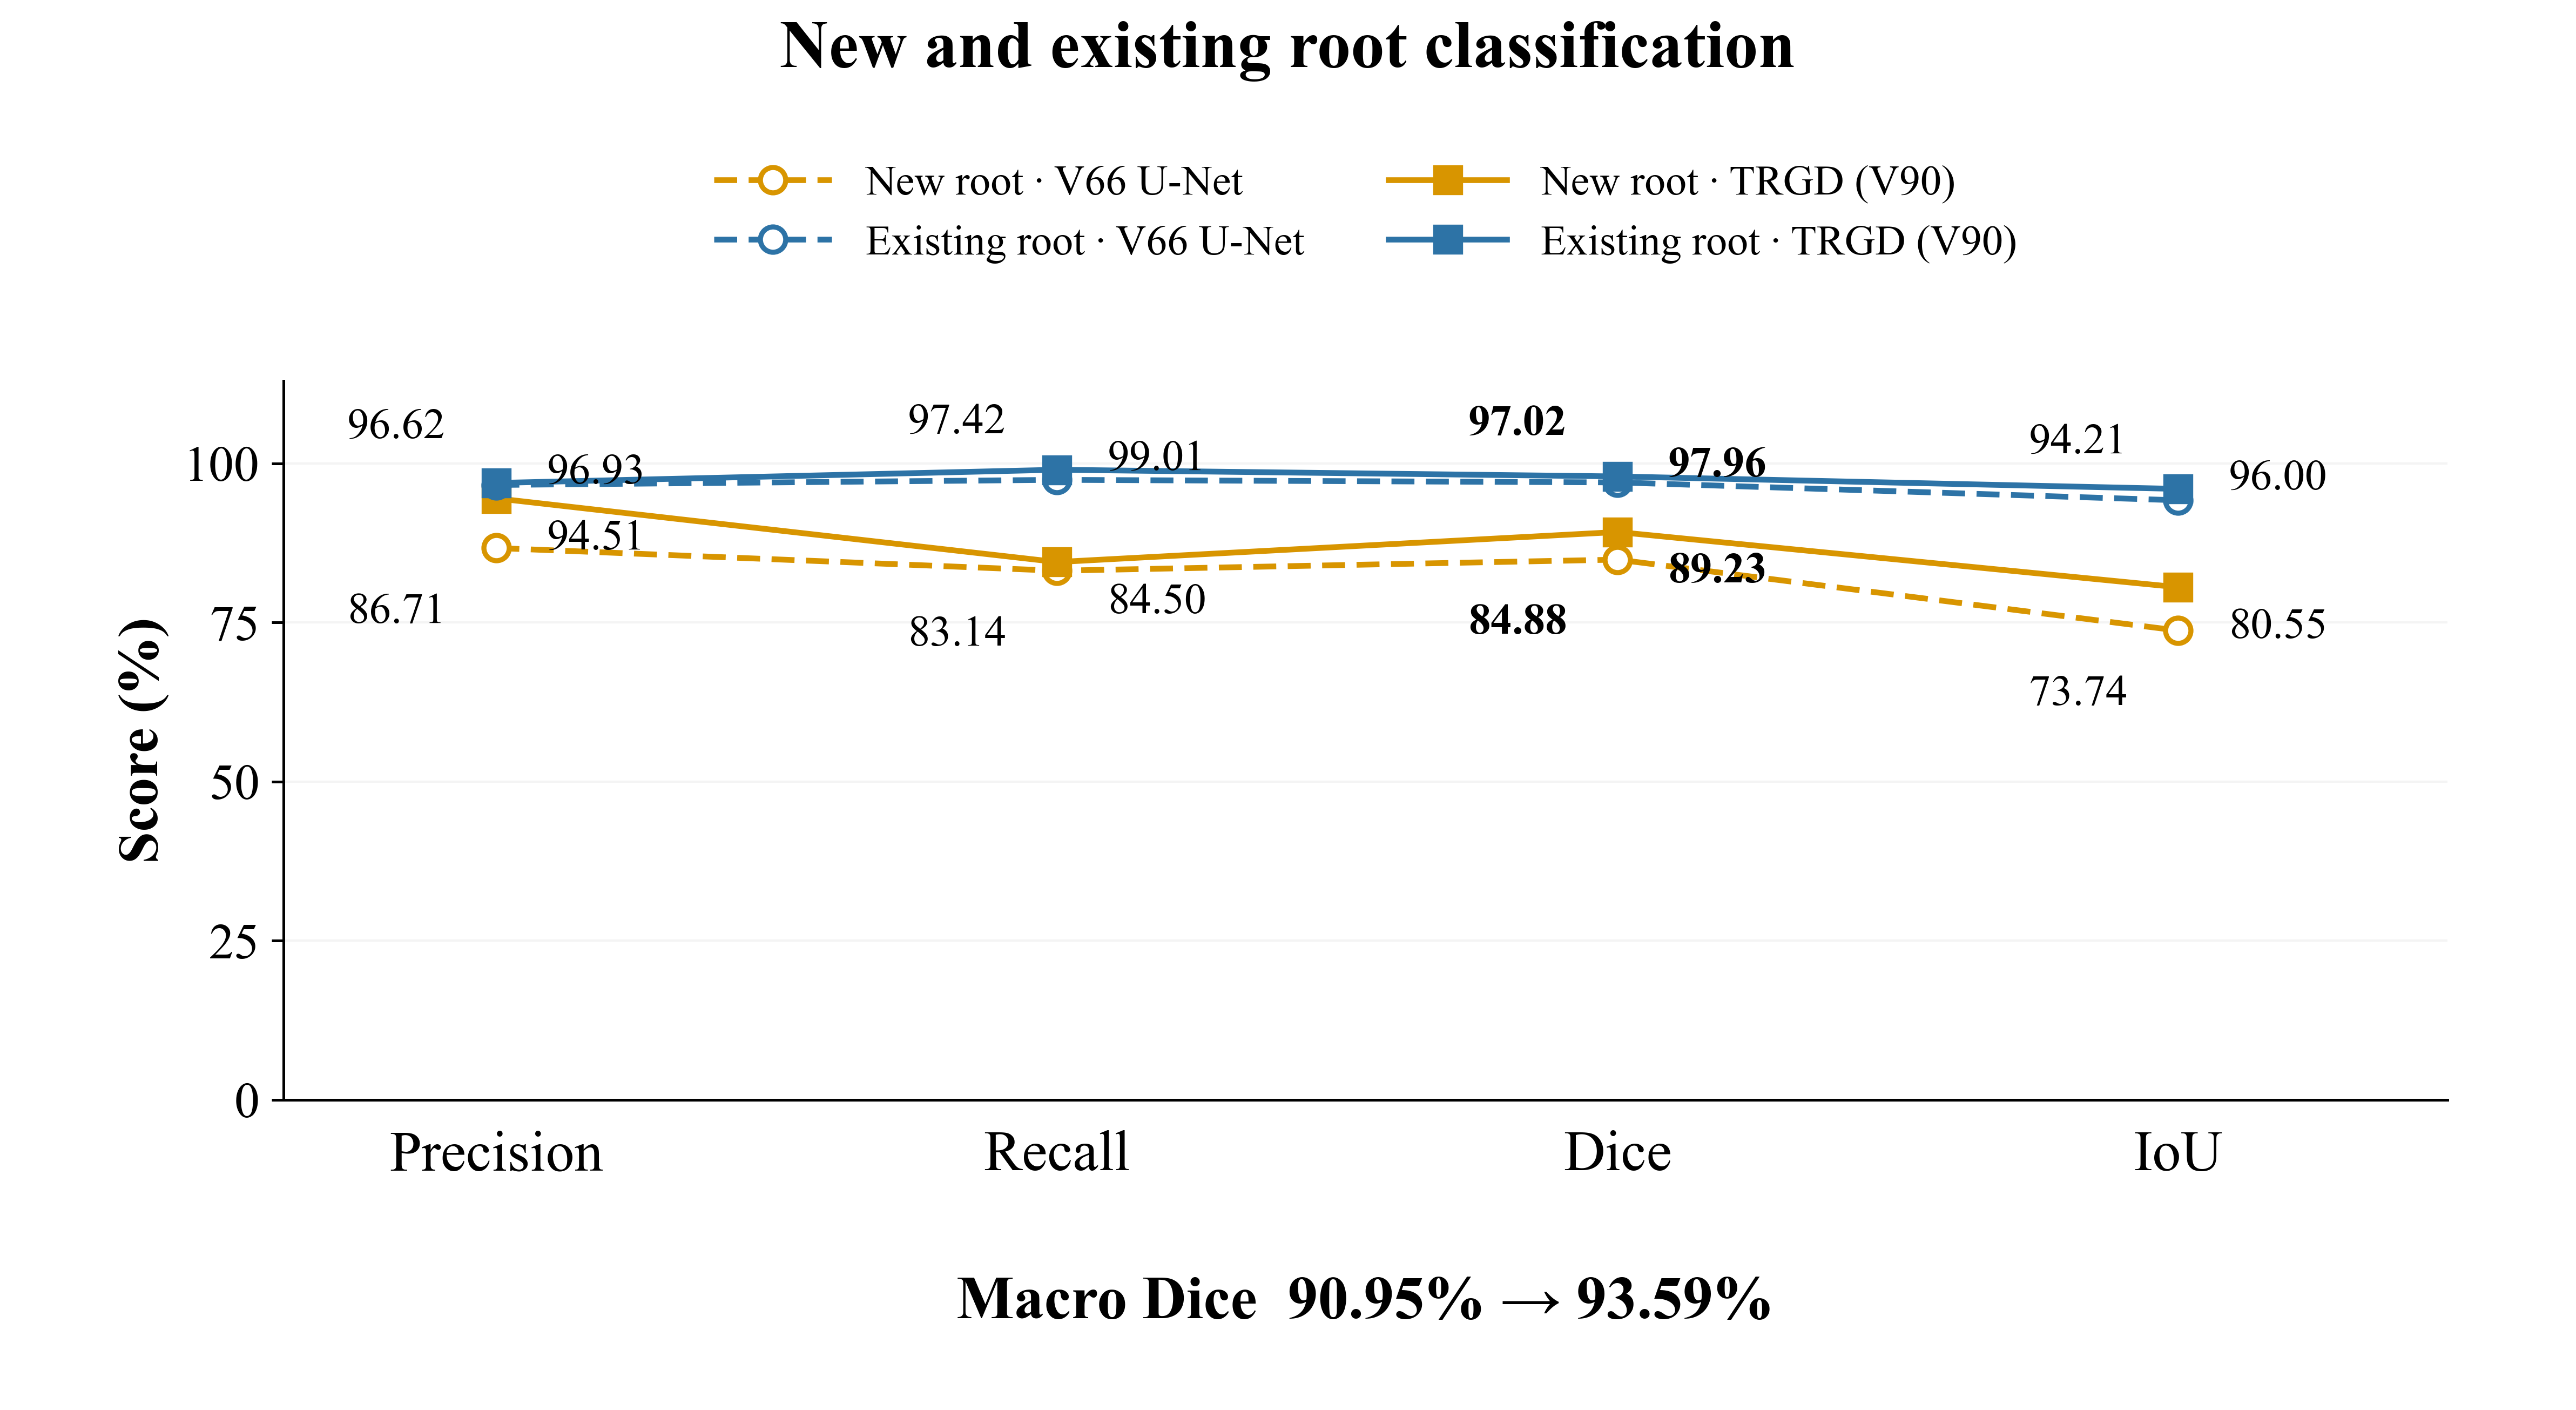 New and existing root classification
New root · V66 U-Net
New root · TRGD (V90)
Existing root · V66 U-Net
Existing root · TRGD (V90)
Score (%)
100
75
50
25
0
96.62
96.93
94.51
86.71
97.42
99.01
84.50
83.14
97.02
97.96
89.23
84.88
94.21
96.00
80.55
73.74
Precision
Recall
Dice
IoU
Macro Dice 90.95% → 93.59%